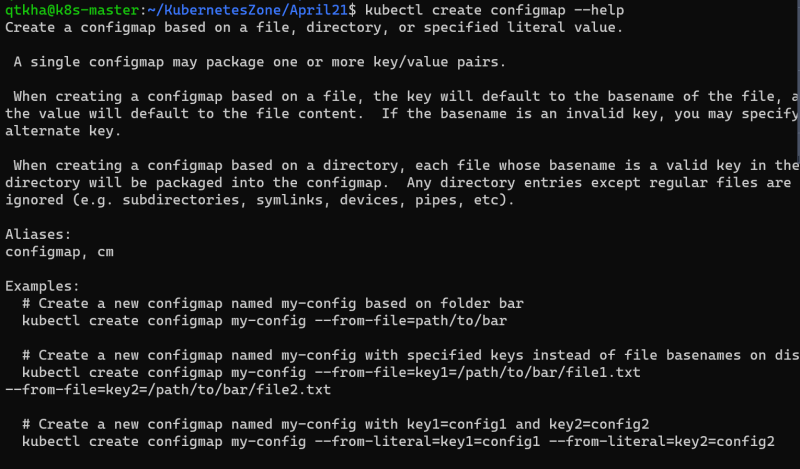 qtkha@k8s-master:~/KubernetesZone/April21$ kubectl create configmap --help
Create a configmap based on a file, directory, or specified literal value.
A single configmap may package one or more key/value pairs.
When creating a configmap based on a file, the key will default to the basename of the file, a
the value will default to the file content.  If the basename is an invalid key, you may specify
alternate key.
When creating a configmap based on a directory, each file whose basename is a valid key in the
directory will be packaged into the configmap.  Any directory entries except regular files are
ignored (e.g. subdirectories, symlinks, devices, pipes, etc).
Aliases:
configmap, cm
Examples:
# Create a new configmap named my-config based on folder bar
kubectl create configmap my-config --from-file=path/to/bar
# Create a new configmap named my-config with specified keys instead of file basenames on dis
kubectl create configmap my-config --from-file=key1=/path/to/bar/file1.txt
--from-file=key2=/path/to/bar/file2.txt
# Create a new configmap named my-config with key1=config1 and key2=config2
kubectl create configmap my-config --from-literal=key1=config1 --from-literal=key2=config2